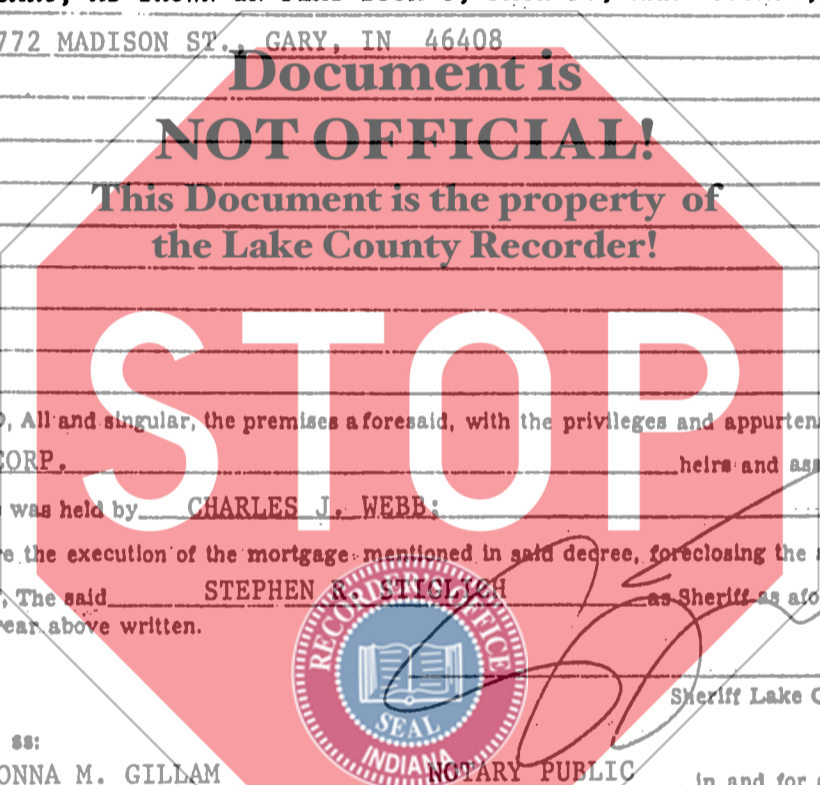 772 MADISON ST., GARY, IN 46408
Document is
NOT OFFICIAL!
This Document is the property of
the Lake County Recorder!
STOP
, All and singular, the premises aforesaid, with the privileges and appurten
CORP. heirs and ass
was held by CHARLES J. WEBB;
re the execution of the mortgage mentioned in said decree, foreclosing the
, The said STEPHEN R. STIGLICH as Sheriff as afo
ear above written.
RECORDER'S OFFICE
SEAL
INDIANA
Sheriff Lake C
ss:
ONNA M. GILLAM NOTARY PUBLIC in and for